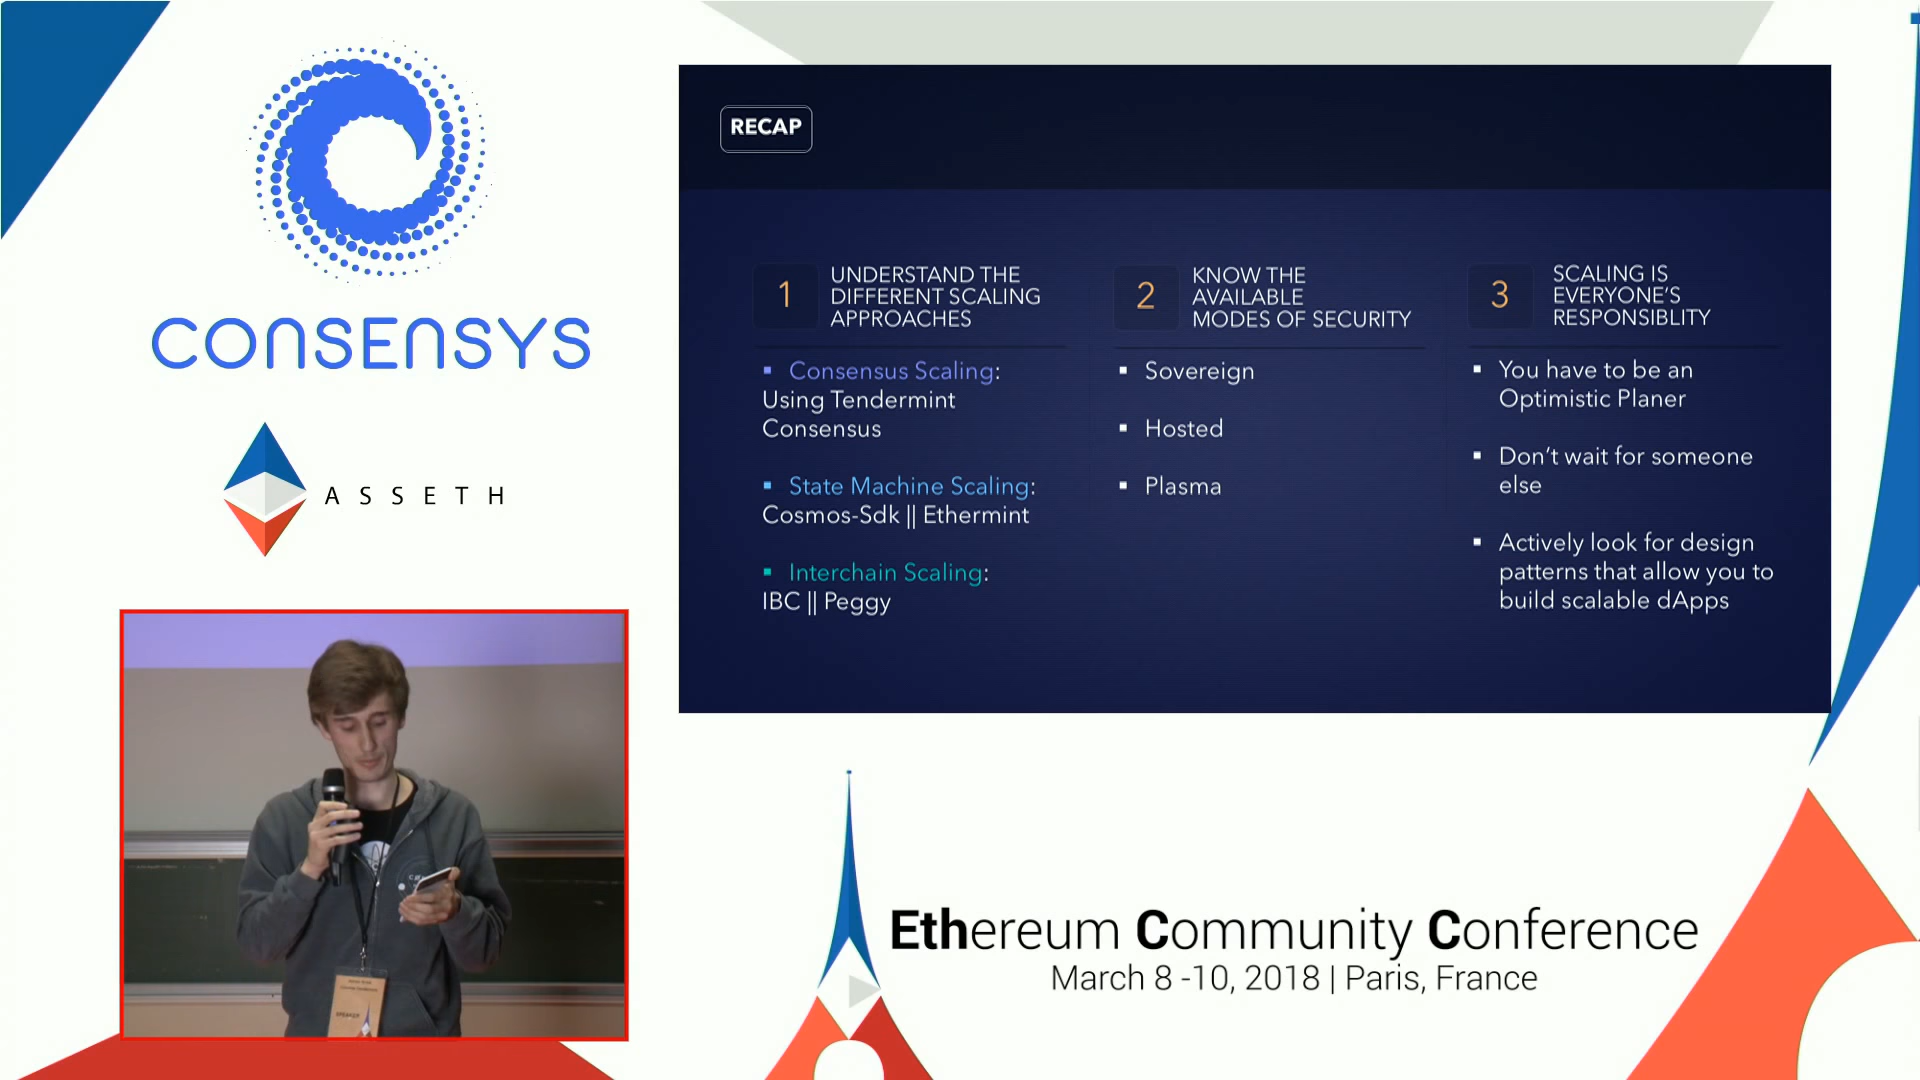 CONSENSYS
ASSETH
RECAP
1
UNDERSTAND THE
DIFFERENT SCALING
APPROACHES
▪ Consensus Scaling:
Using Tendermint
Consensus
▪ State Machine Scaling:
Cosmos-Sdk || Ethermint
▪ Interchain Scaling:
IBC || Peggy
2
KNOW THE
AVAILABLE
MODES OF SECURITY
▪ Sovereign
▪ Hosted
▪ Plasma
3
SCALING IS
EVERYONE'S
RESPONSIBLITY
▪ You have to be an
Optimistic Planer
▪ Don't wait for someone
else
▪ Actively look for design
patterns that allow you to
build scalable dApps
SPEAKER
Ethereum Community Conference
March 8 -10, 2018 | Paris, France